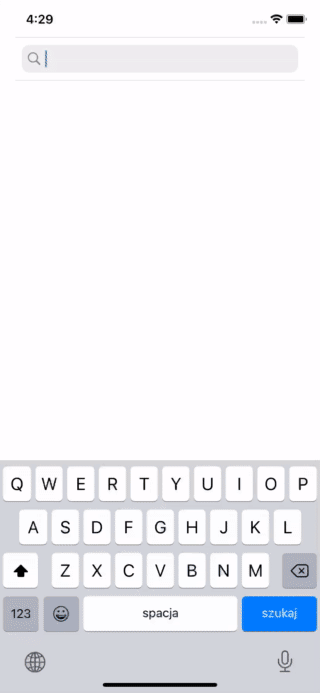 4:29
Q W E R T Y U I O P
A S D F G H J K L
Z X C V B N M
123 spacja szukaj